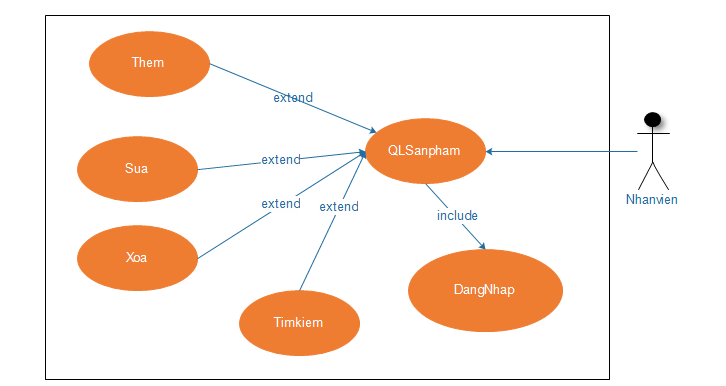 Them
extend
QLSanpham
Sua
extend
Xoa
extend
extend
Nhanvien
include
DangNhap
Timkiem